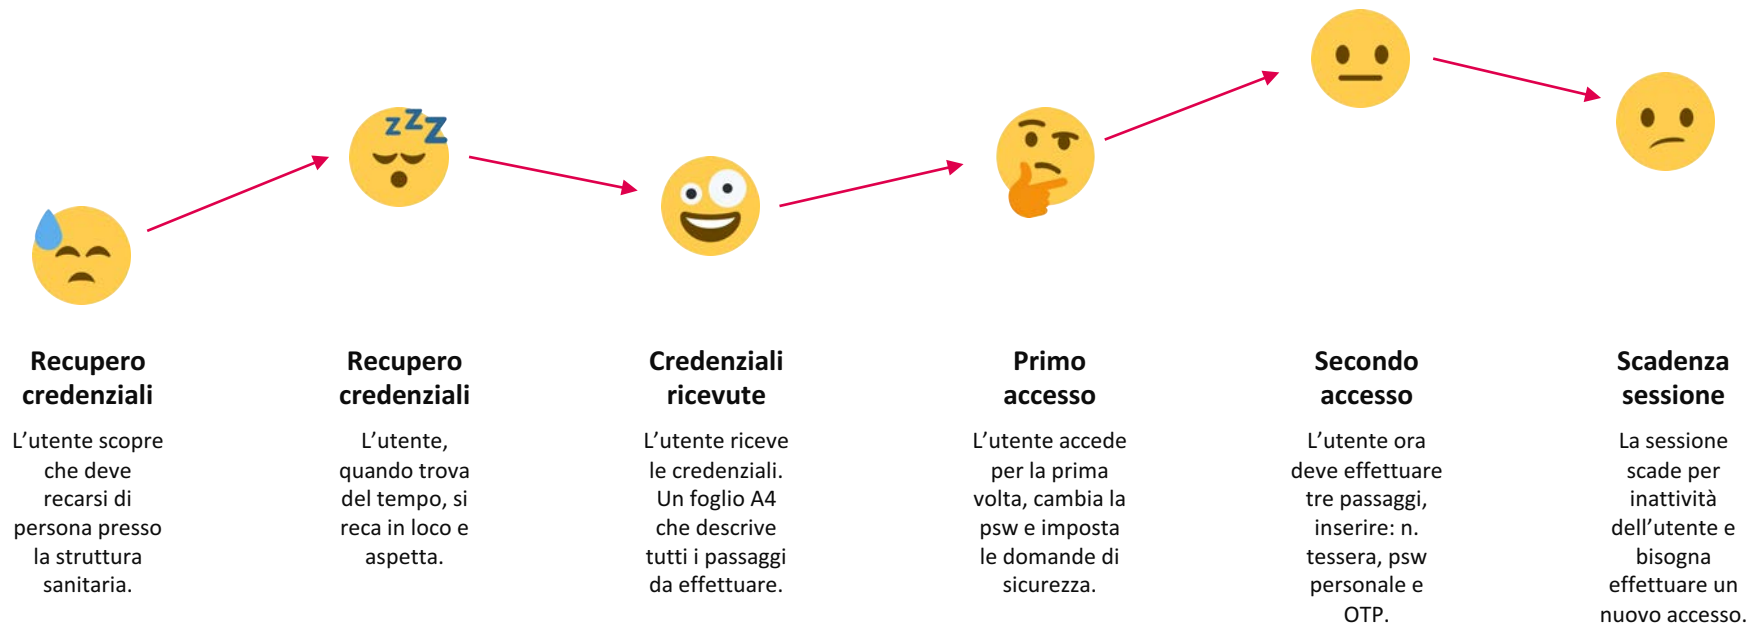 Recupero
credenziali
L’utente scopre
che deve
recarsi di
persona presso
la struttura
sanitaria.
zzz
Recupero
credenziali
L’utente,
quando trova
del tempo, si
reca in loco e
aspetta.
Credenziali
ricevute
L’utente riceve
le credenziali.
Un foglio A4
che descrive
tutti i passaggi
da effettuare.
Primo
accesso
L’utente accede
per la prima
volta, cambia la
psw e imposta
le domande di
sicurezza.
Secondo
accesso
L’utente ora
deve effettuare
tre passaggi,
inserire: n.
tessera, psw
personale e
OTP.
Scadenza
sessione
La sessione
scade per
inattività
dell’utente e
bisogna
effettuare un
nuovo accesso.